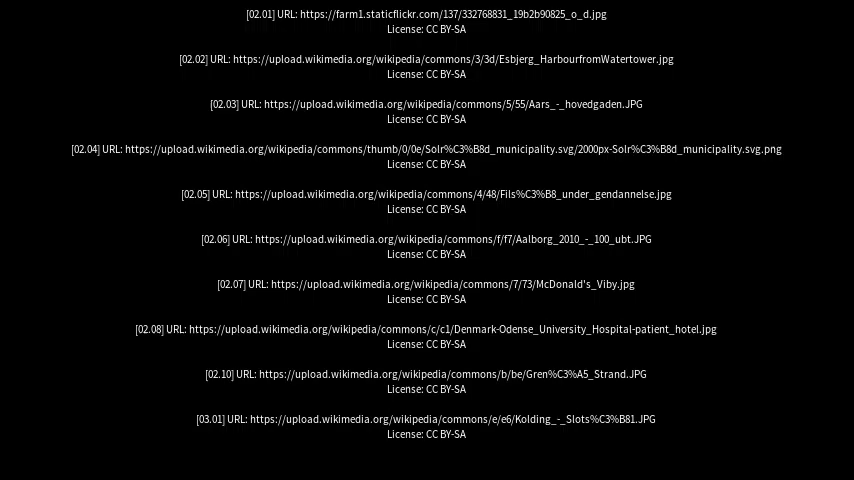 [02.01] URL: https://farm1.staticflickr.com/137/332768831_19b2b90825_o_d.jpg
License: CC BY-SA
[02.02] URL: https://upload.wikimedia.org/wikipedia/commons/3/3d/Esbjerg_HarbourfromWatertower.jpg
License: CC BY-SA
[02.03] URL: https://upload.wikimedia.org/wikipedia/commons/5/55/Aars_-_hovedgaden.JPG
License: CC BY-SA
[02.04] URL: https://upload.wikimedia.org/wikipedia/commons/thumb/0/0e/Solr%C3%B8d_municipality.svg/2000px-Solr%C3%B8d_municipality.svg.png
License: CC BY-SA
[02.05] URL: https://upload.wikimedia.org/wikipedia/commons/4/48/Fils%C3%B8_under_gendannelse.jpg
License: CC BY-SA
[02.06] URL: https://upload.wikimedia.org/wikipedia/commons/f/f7/Aalborg_2010_-_100_ubt.JPG
License: CC BY-SA
[02.07] URL: https://upload.wikimedia.org/wikipedia/commons/7/73/McDonald's_Viby.jpg
License: CC BY-SA
[02.08] URL: https://upload.wikimedia.org/wikipedia/commons/c/c1/Denmark-Odense_University_Hospital-patient_hotel.jpg
License: CC BY-SA
[02.10] URL: https://upload.wikimedia.org/wikipedia/commons/b/be/Gren%C3%A5_Strand.JPG
License: CC BY-SA
[03.01] URL: https://upload.wikimedia.org/wikipedia/commons/e/e6/Kolding_-_Slots%C3%B81.JPG
License: CC BY-SA